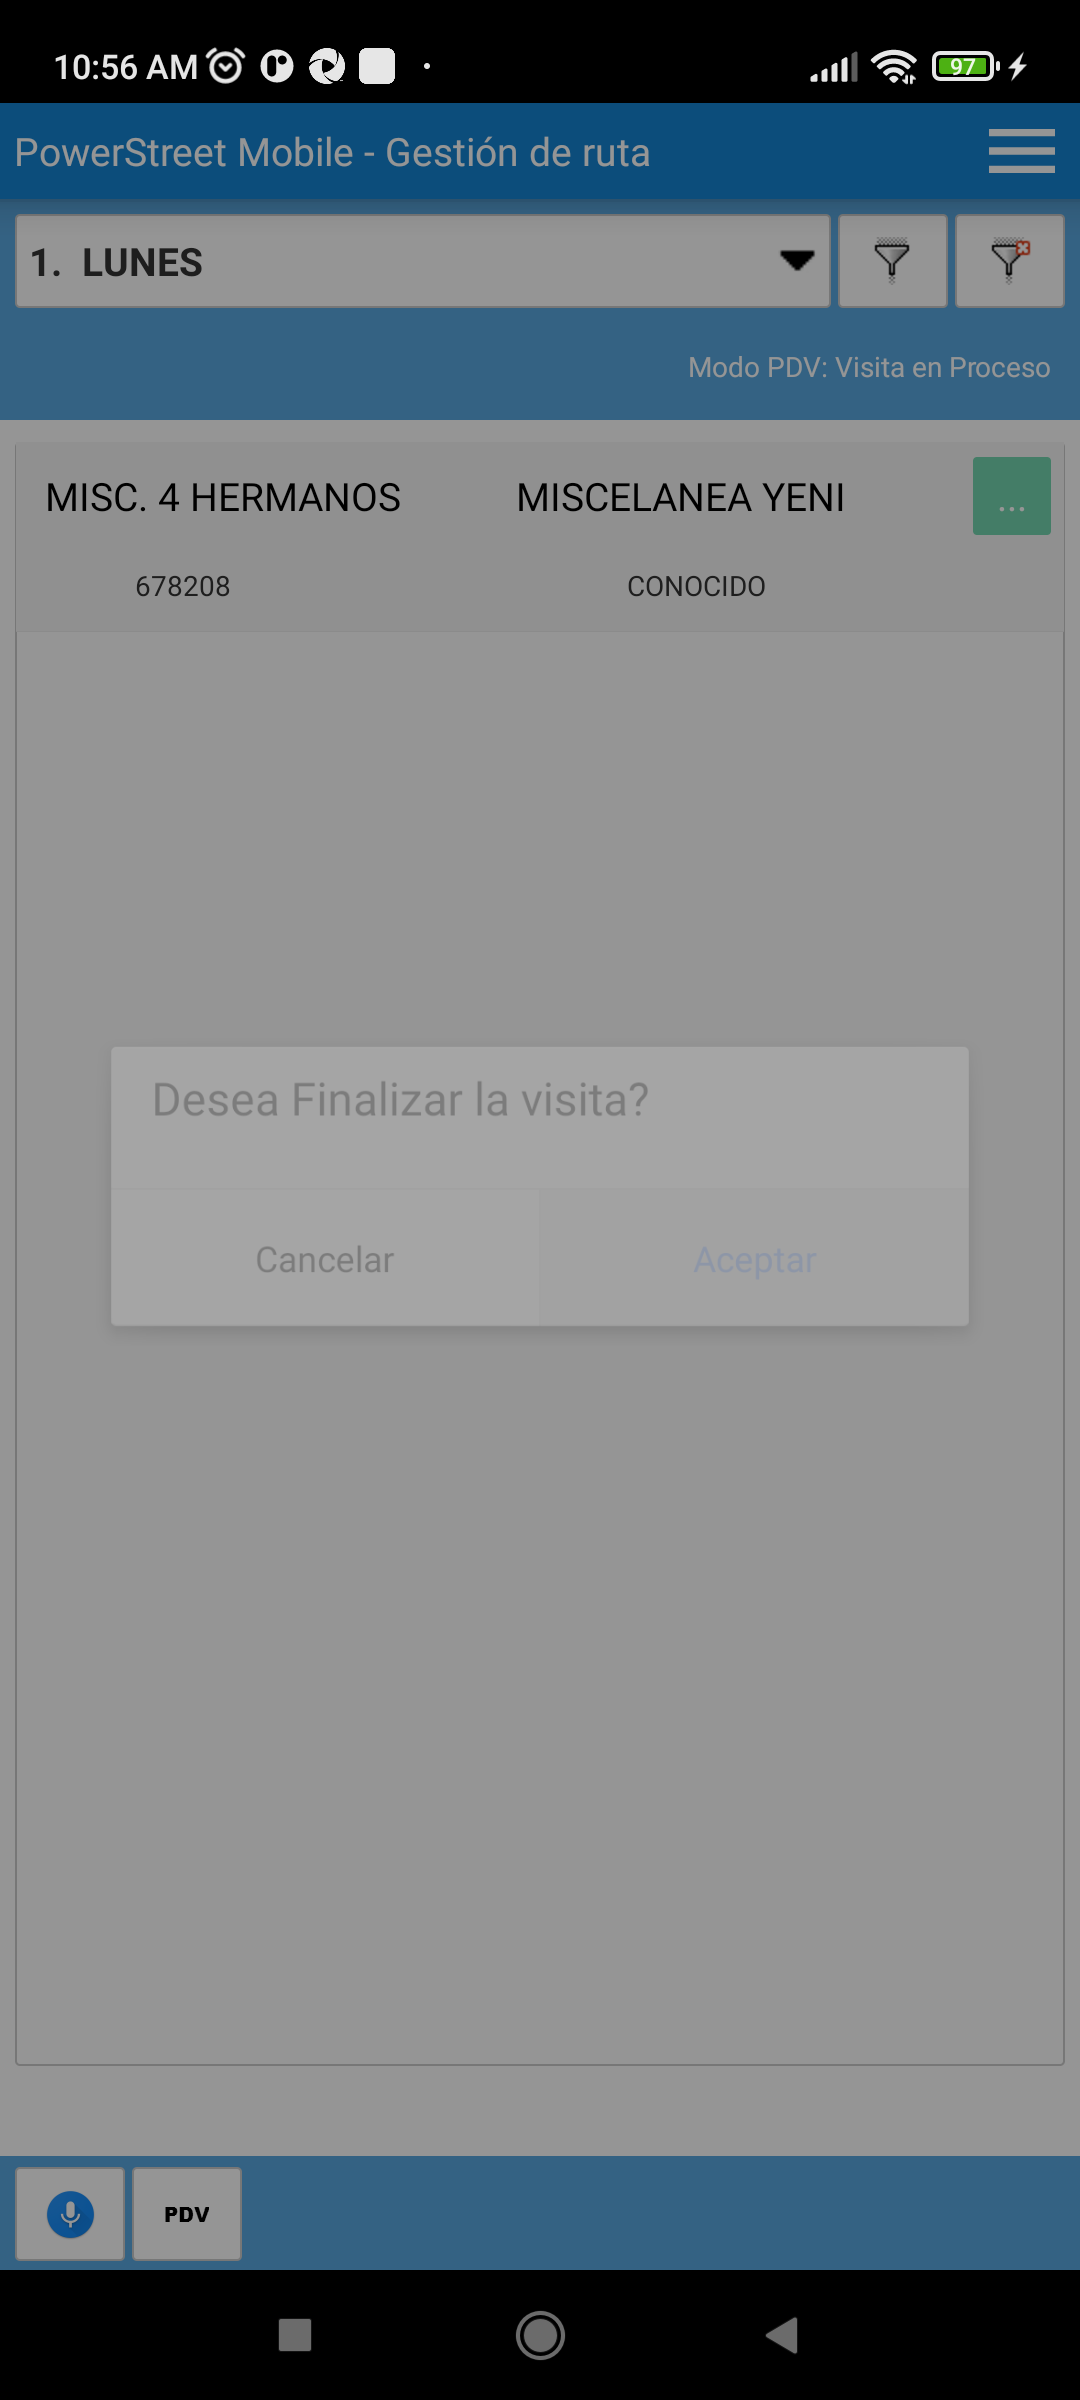 10:56 AM
97
PowerStreet Mobile - Gestión de ruta
1. LUNES
Modo PDV: Visita en Proceso
MISC. 4 HERMANOS MISCELANEA YENI ...
678208 CONOCIDO
Desea Finalizar la visita?
Cancelar Aceptar
PDV